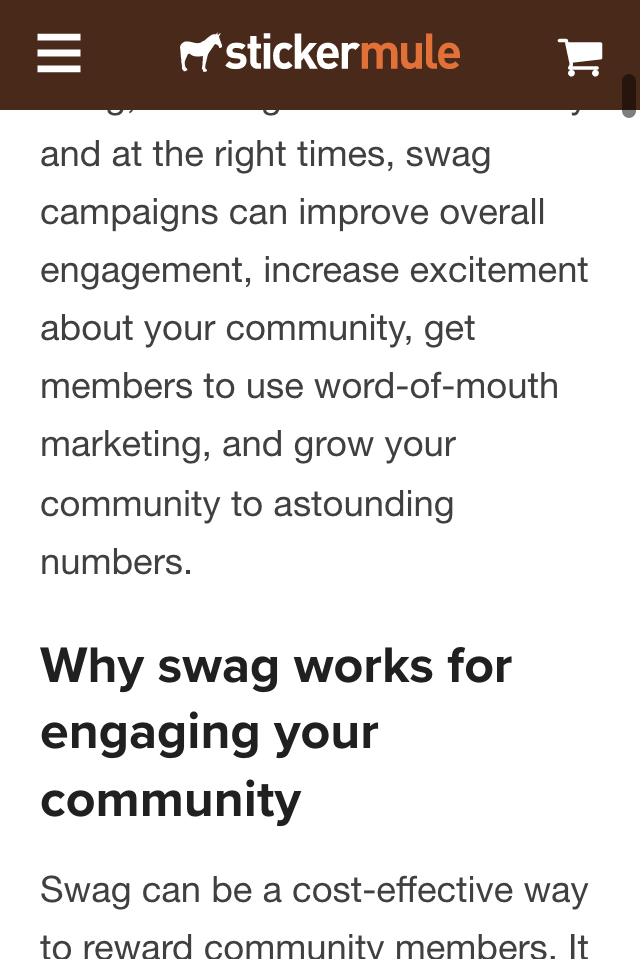 stickermule
and at the right times, swag
campaigns can improve overall
engagement, increase excitement
about your community, get
members to use word-of-mouth
marketing, and grow your
community to astounding
numbers.
Why swag works for
engaging your
community
Swag can be a cost-effective way
to reward community members. It